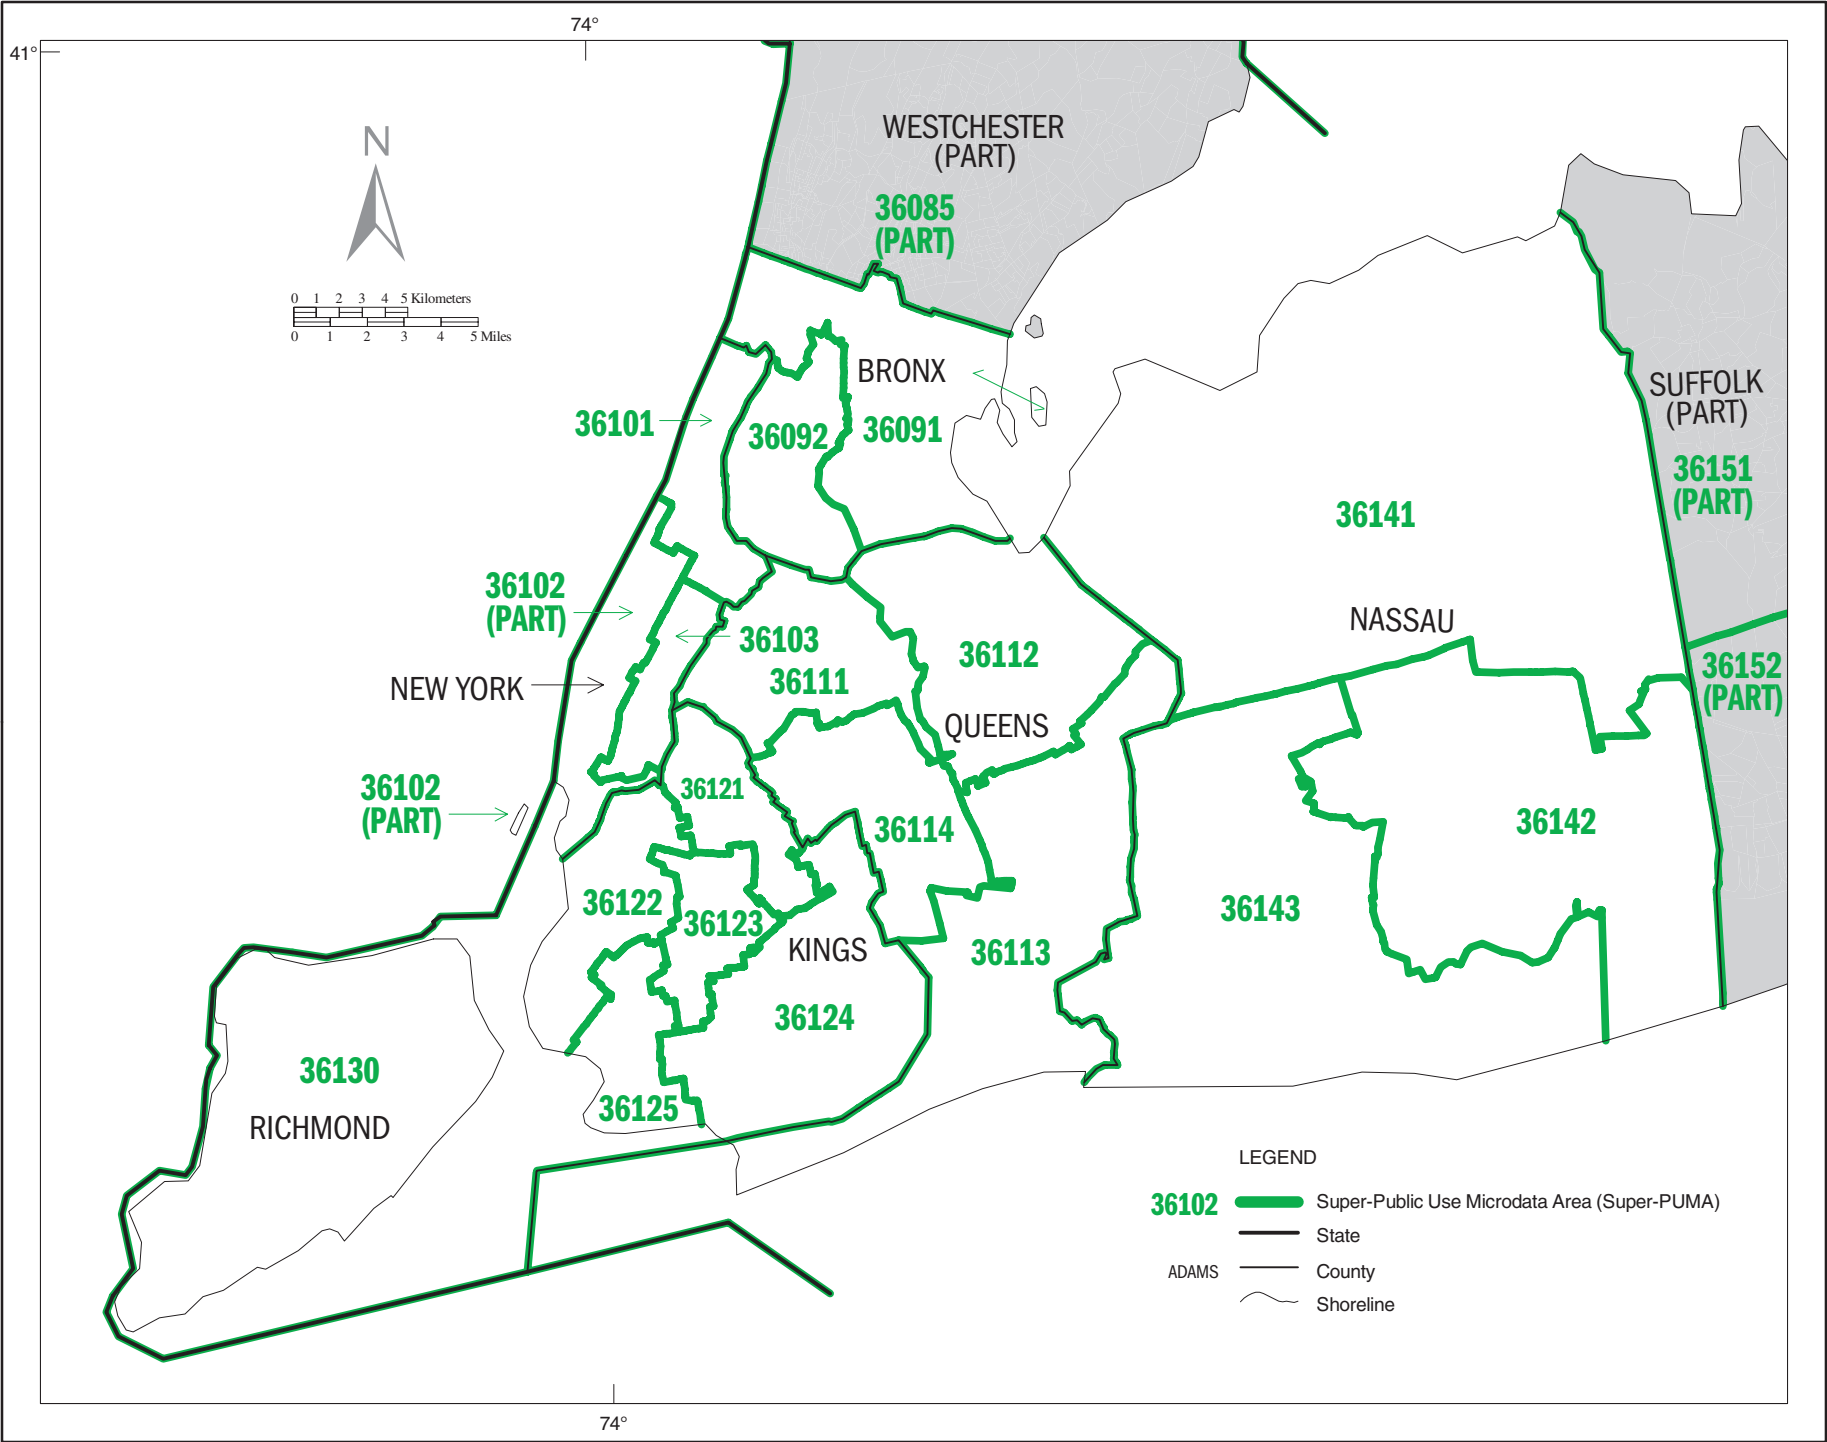 74°
41°
N
WESTCHESTER
(PART)
36085
(PART)
0 1 2 3 4 5 Kilometers
0 1 2 3 4 5 Miles
BRONX
36101
36092
36091
SUFFOLK
(PART)
36151
(PART)
36141
36102
(PART)
36103
36111
36112
NASSAU
36152
(PART)
NEW YORK
QUEENS
36102
(PART)
36121
36114
36142
36122
36123
KINGS
36113
36143
36124
36130
RICHMOND
36125
LEGEND
36102 Super-Public Use Microdata Area (Super-PUMA)
State
ADAMS County
Shoreline
74°